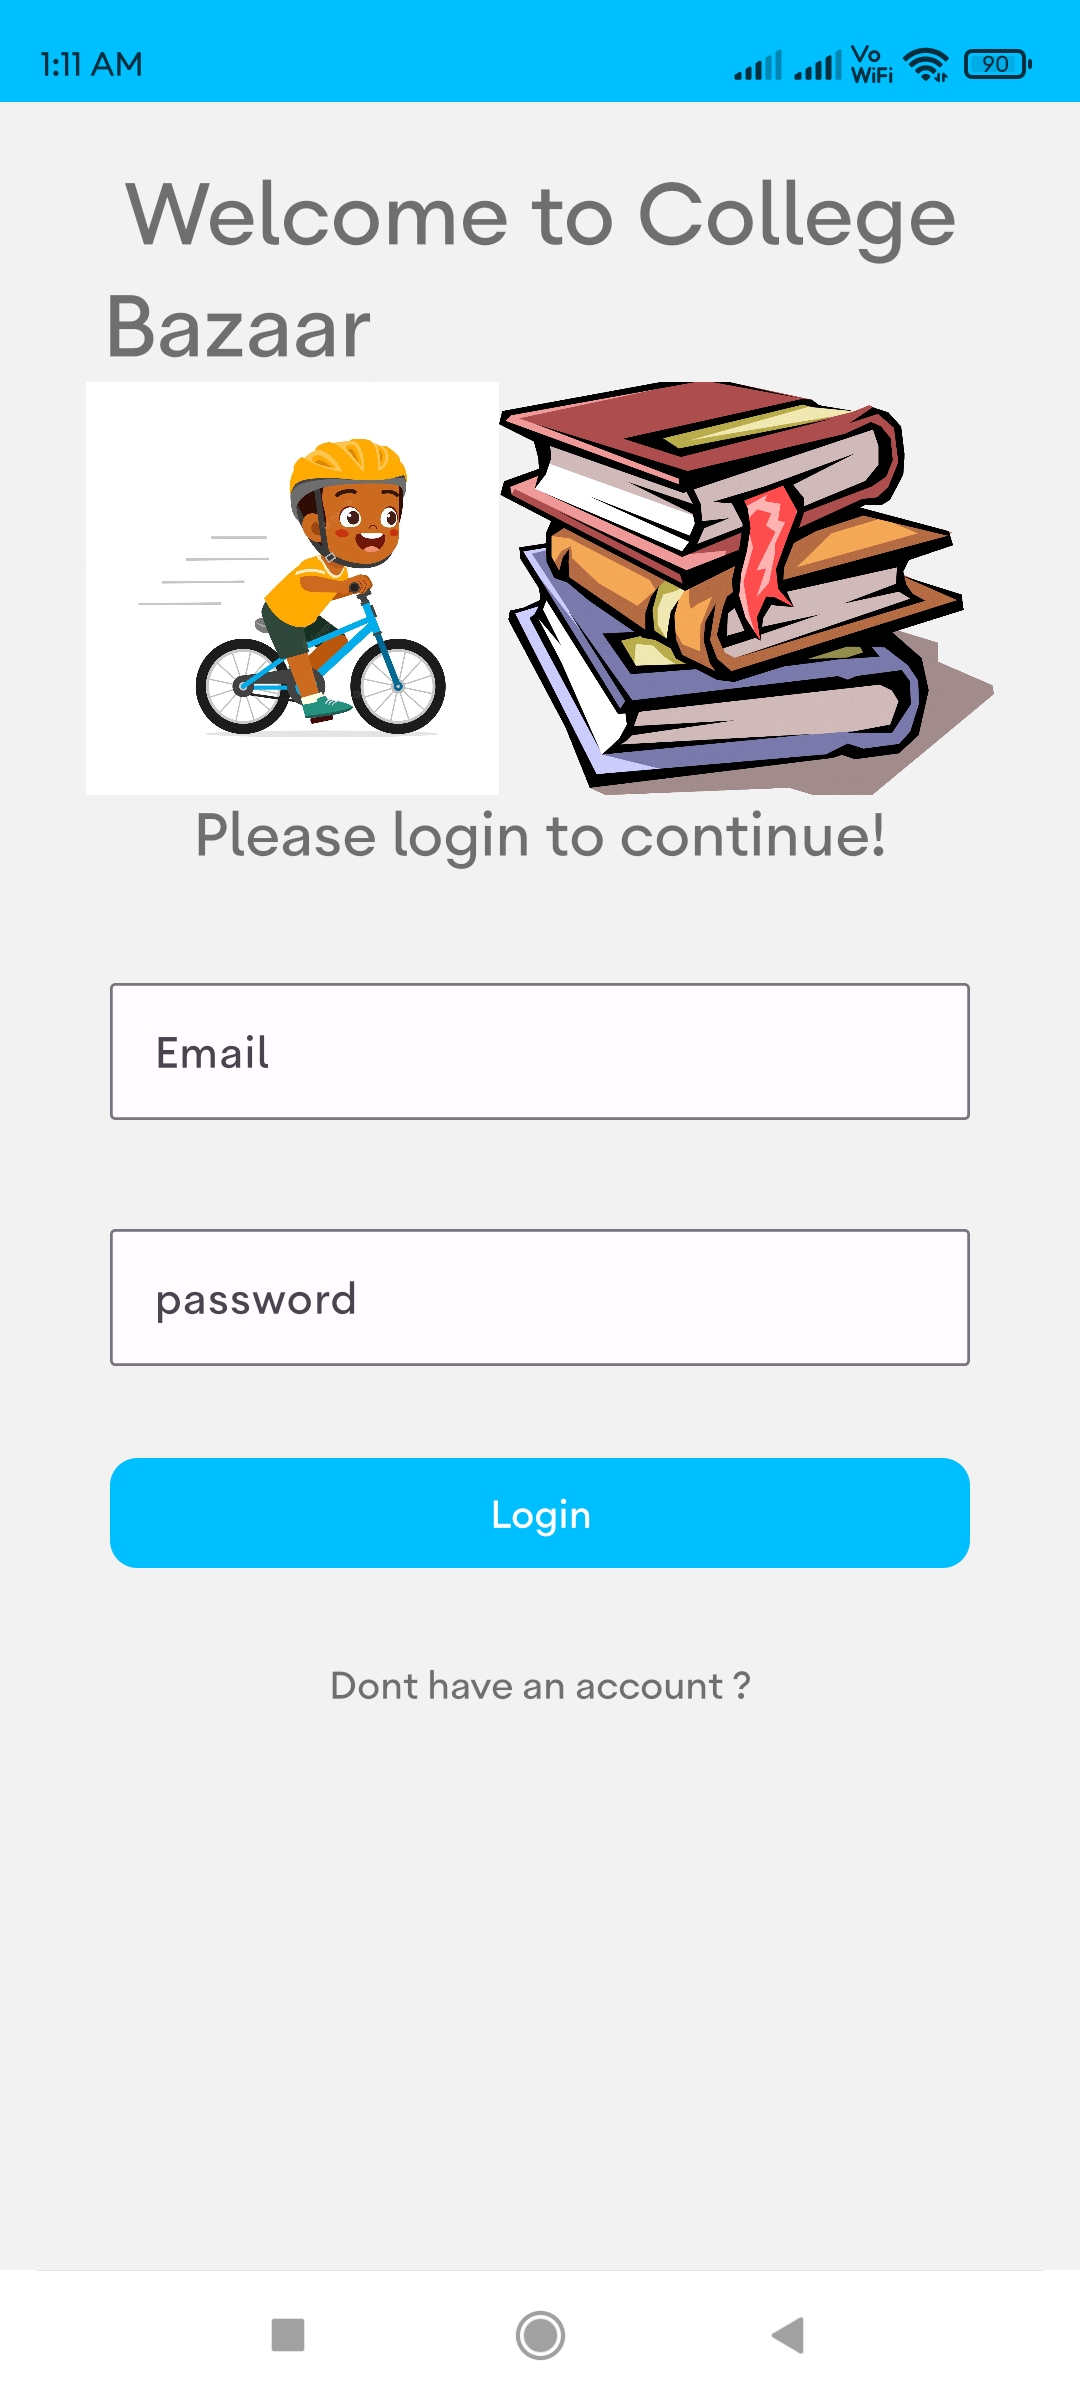 1:11 AM
Vo
WiFi
90
Welcome to College
Bazaar
Please login to continue!
Email
password
Login
Dont have an account ?